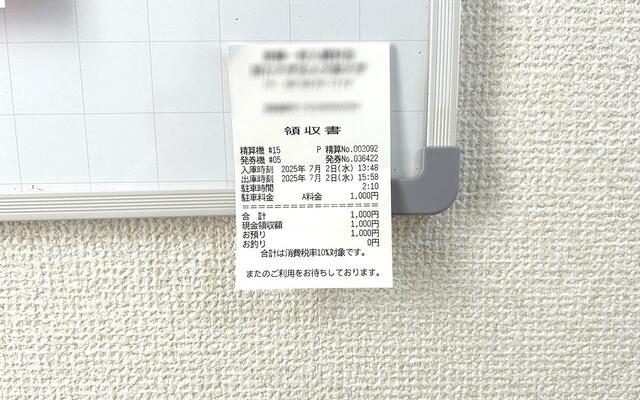 領収書
精算機 #15 P 精算No.002092
発券機 #05 発券No.036422
入庫時刻 2025年 7月 2日(水) 13:48
出庫時刻 2025年 7月 2日(水) 15:58
駐車時間 2:10
駐車料金 A料金 1,000円
合 計 1,000円
現金領収額 1,000円
お預り 1,000円
お釣り 0円
合計は消費税率10%対象です。
またのご利用をお待ちしております。